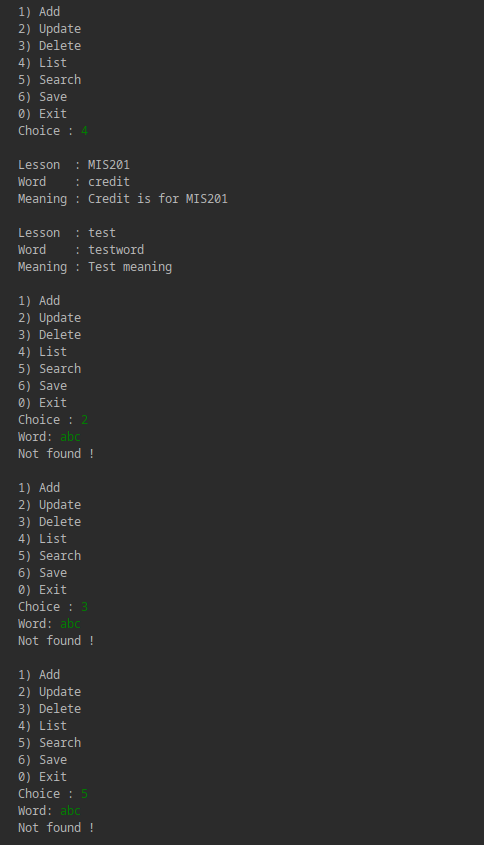 1) Add
2) Update
3) Delete
4) List
5) Search
6) Save
0) Exit
Choice : 4
Lesson  : MIS201
Word    : credit
Meaning : Credit is for MIS201
Lesson  : test
Word    : testword
Meaning : Test meaning
1) Add
2) Update
3) Delete
4) List
5) Search
6) Save
0) Exit
Choice : 2
Word: abc
Not found !
1) Add
2) Update
3) Delete
4) List
5) Search
6) Save
0) Exit
Choice : 3
Word: abc
Not found !
1) Add
2) Update
3) Delete
4) List
5) Search
6) Save
0) Exit
Choice : 5
Word: abc
Not found !